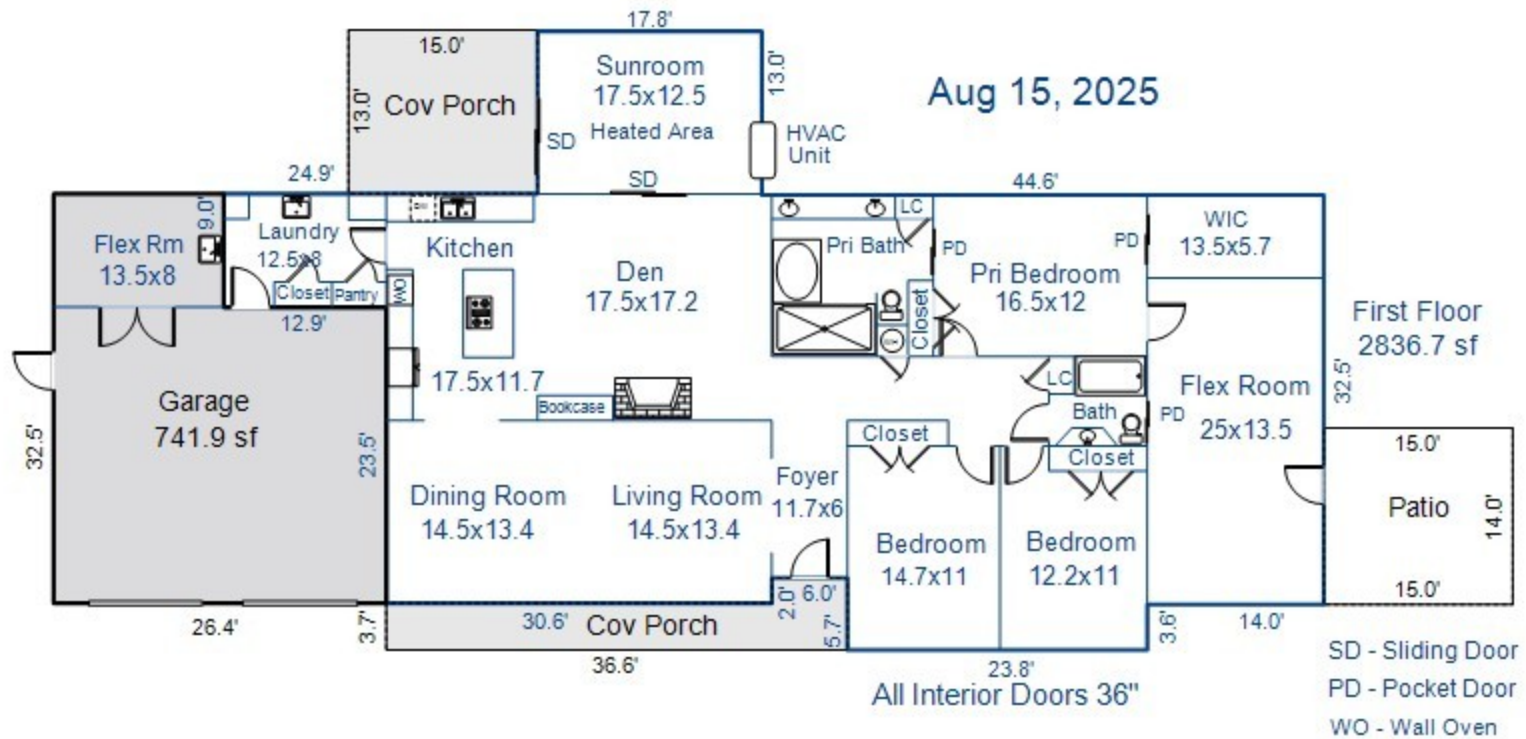 17.8'
15.0'
Cov Porch
13.0'
Sunroom
17.5x12.5
Heated Area
13.0'
SD
SD
HVAC
Unit
Aug 15, 2025
24.9'
44.6'
Flex Rm
13.5x8
9.0'
Laundry
12.5x8
Closet
Pantry
12.9'
Kitchen
17.5x11.7
Den
17.5x17.2
Bookcase
LC
Pri Bath
PD
Closet
Pri Bedroom
16.5x12
PD
WIC
13.5x5.7
First Floor
2836.7 sf
32.5'
Garage
741.9 sf
32.5'
23.5'
26.4'
3.7'
Dining Room
14.5x13.4
Living Room
14.5x13.4
Foyer
11.7x6
Closet
LC
Bath
PD
Closet
Flex Room
25x13.5
Bedroom
14.7x11
Bedroom
12.2x11
15.0'
Patio
14.0'
15.0'
30.6'
Cov Porch
2.0'
6.0'
5.7'
36.6'
23.8'
3.6'
14.0'
All Interior Doors 36"
SD - Sliding Door
PD - Pocket Door
WO - Wall Oven